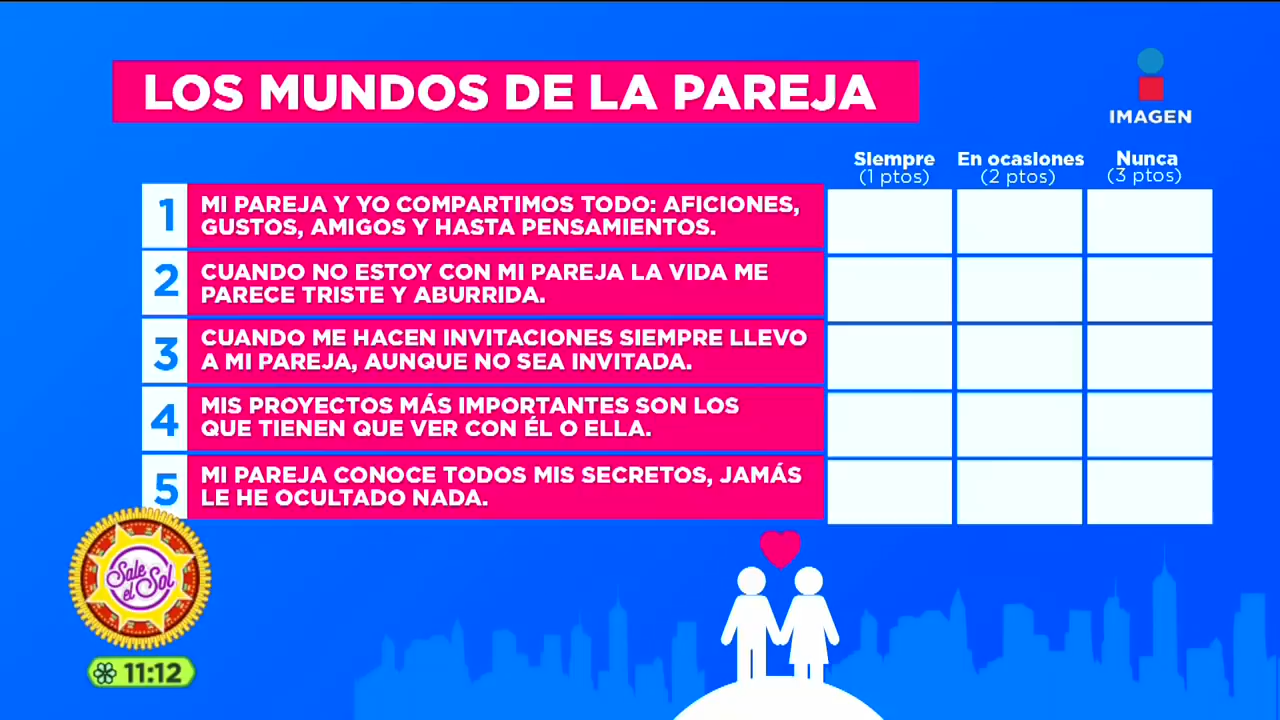 LOS MUNDOS DE LA PAREJA
IMAGEN
Siempre
(1 ptos)
En ocasiones
(2 ptos)
Nunca
(3 ptos)
1
MI PAREJA Y YO COMPARTIMOS TODO: AFICIONES,
GUSTOS, AMIGOS Y HASTA PENSAMIENTOS.
2
CUANDO NO ESTOY CON MI PAREJA LA VIDA ME
PARECE TRISTE Y ABURRIDA.
3
CUANDO ME HACEN INVITACIONES SIEMPRE LLEVO
A MI PAREJA, AUNQUE NO SEA INVITADA.
4
MIS PROYECTOS MÁS IMPORTANTES SON LOS
QUE TIENEN QUE VER CON ÉL O ELLA.
5
MI PAREJA CONOCE TODOS MIS SECRETOS, JAMÁS
LE HE OCULTADO NADA.
Sale
el Sol
11:12